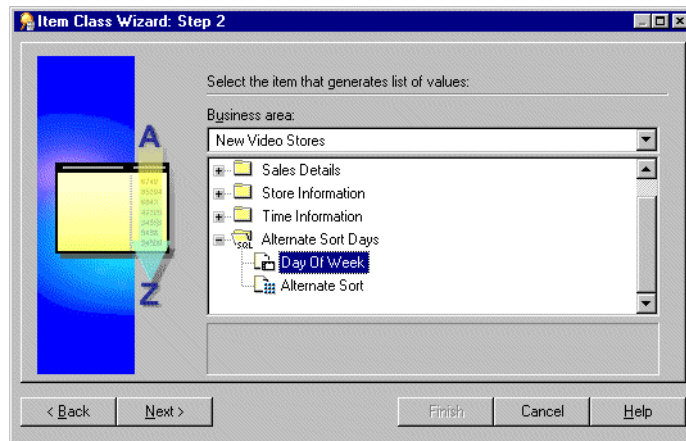 Item Class Wizard: Step 2
Select the item that generates list of values:
Business area:
New Video Stores
Sales Details
Store Information
Time Information
SQL Alternate Sort Days
Day Of Week
Alternate Sort
A
Z
< Back Next > Finish Cancel Help